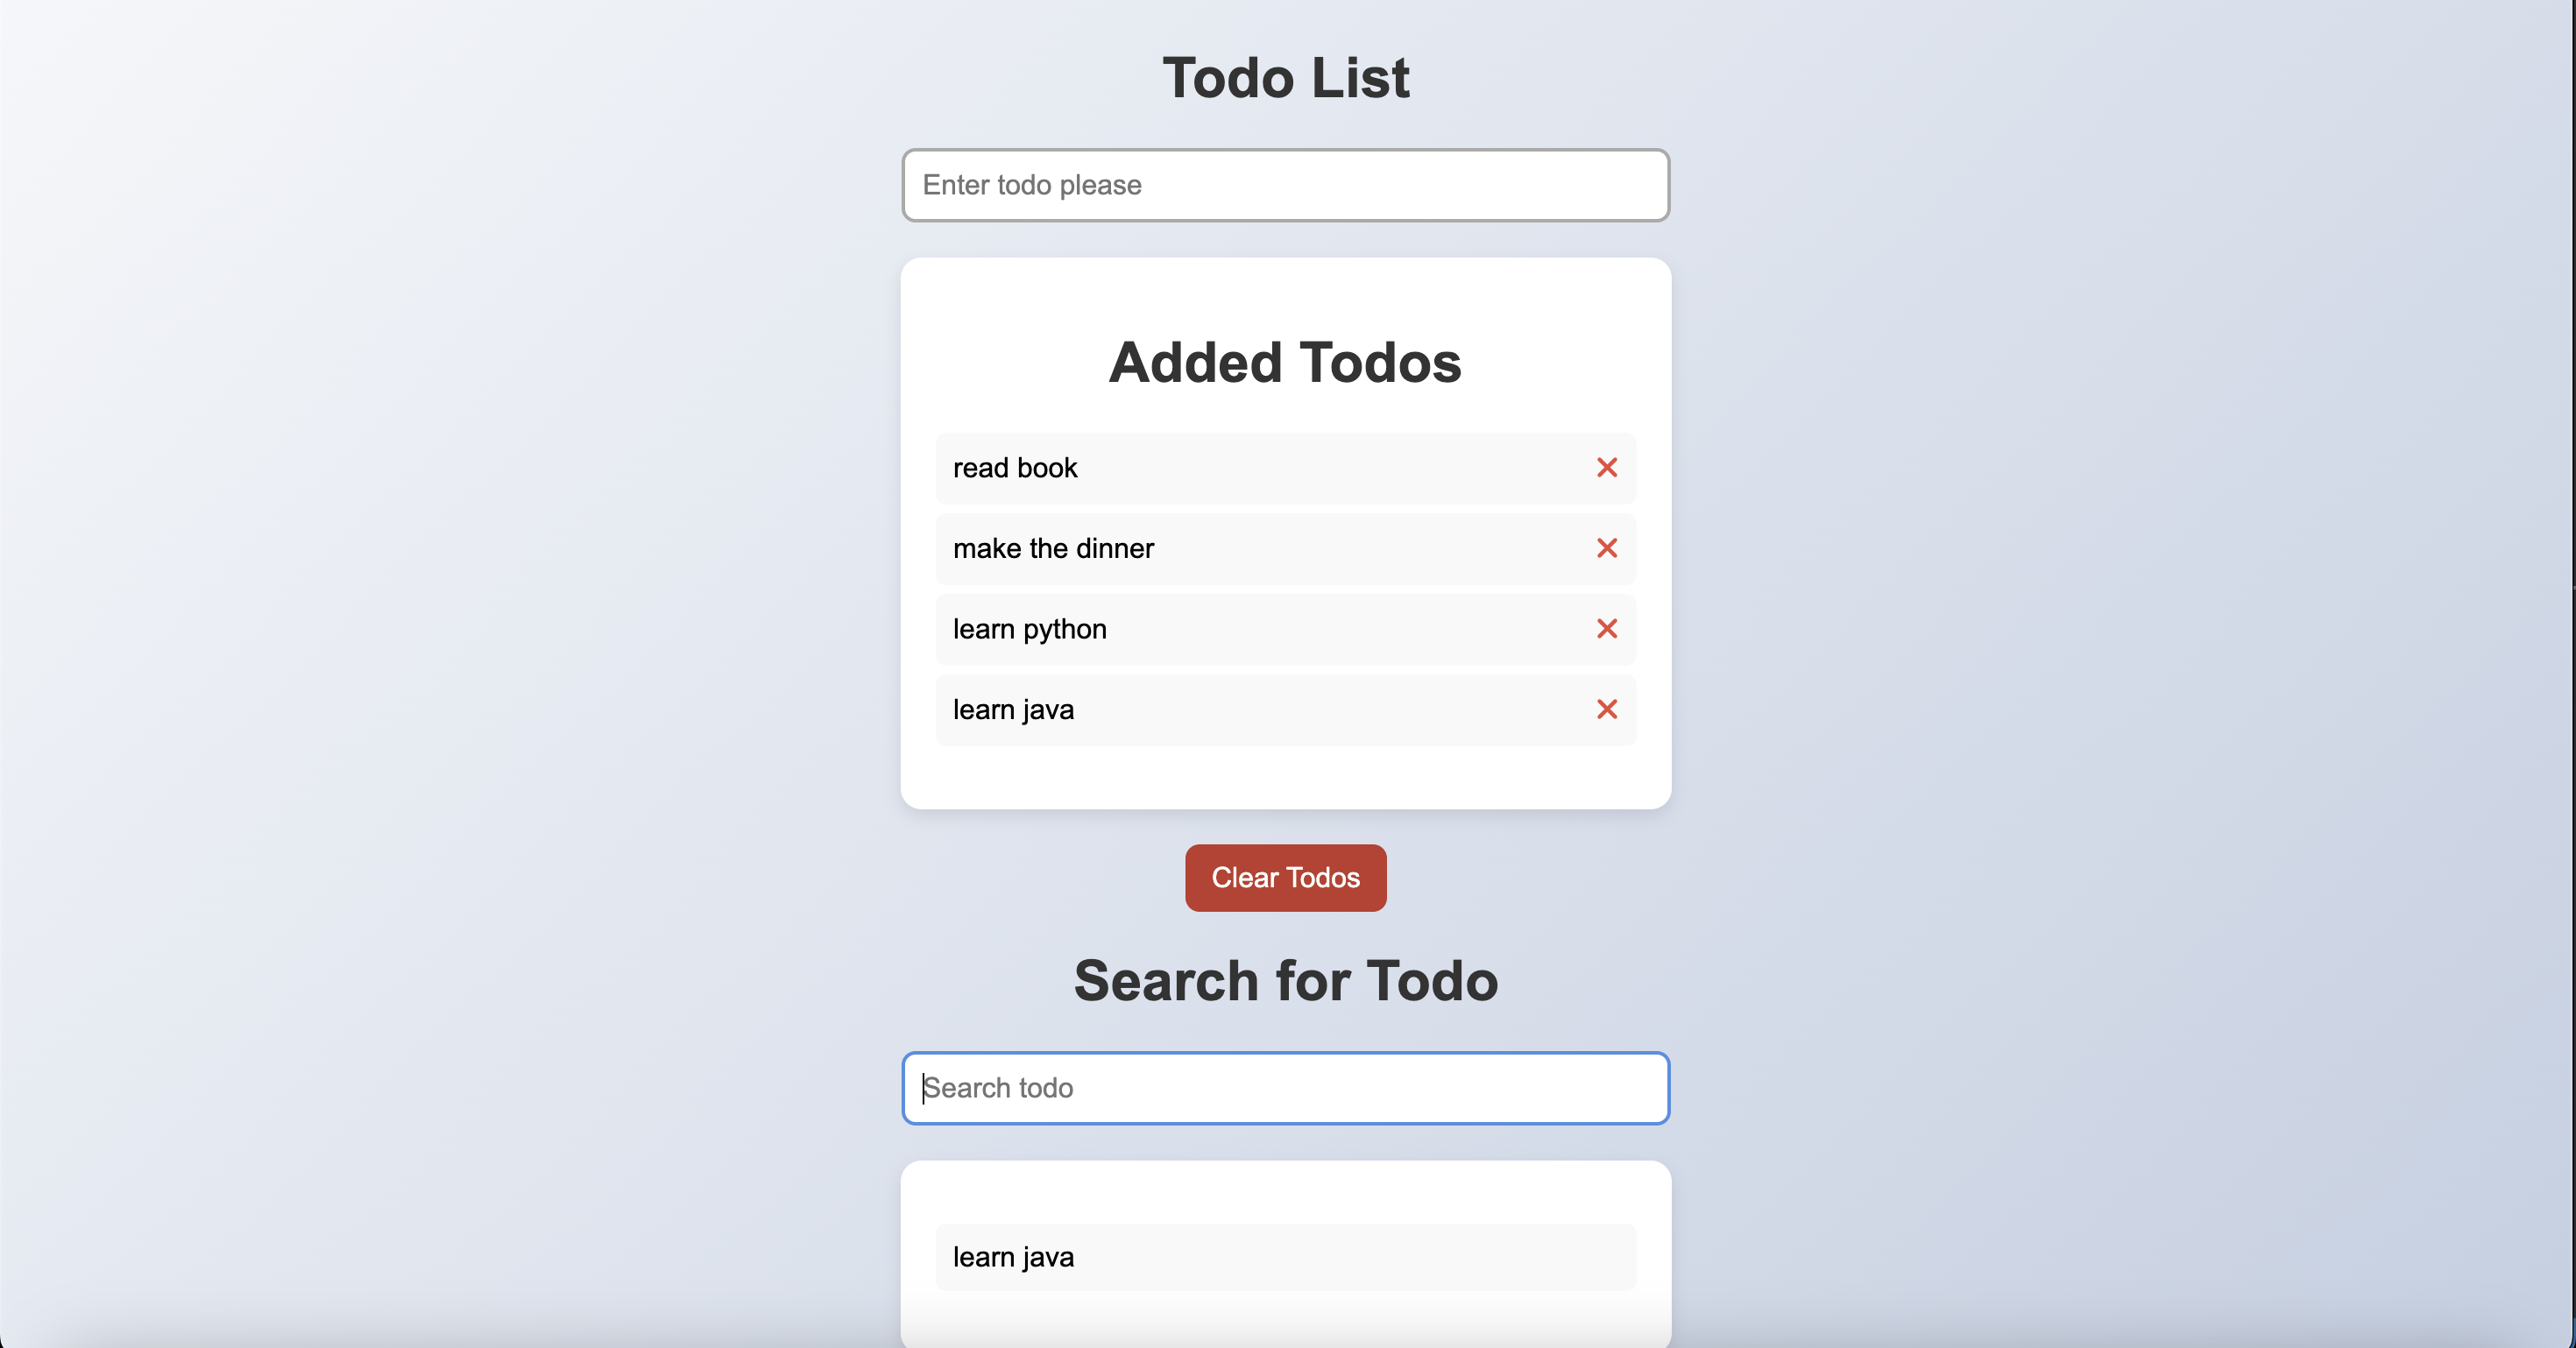 Todo List
Enter todo please
Added Todos
read book
make the dinner
learn python
learn java
Clear Todos
Search for Todo
Search todo
learn java